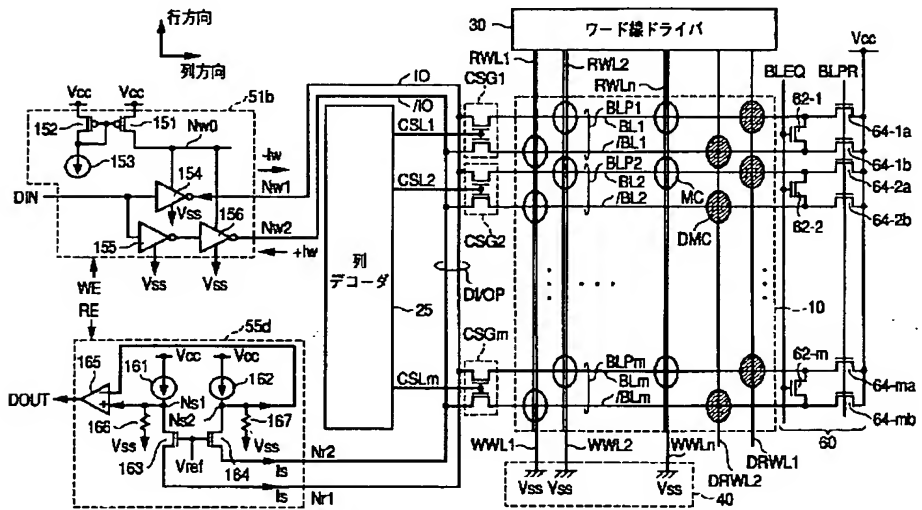 行方向
列方向
30
ワード線ドライバ
Vcc
RWL1
RWL2
RWLn
BLEQ
BLPR
IO
/IO
CSG1
62-1
Vcc
Vcc
51b
152
151
153
Nw0
-Iw
154
Nw1
DIN
Vss
156
Nw2
155
+Iw
Vss
Vss
CSL1
CSL2
BLP1
BL1
/BL1
BLP2
BL2
/BL2
MC
DMC
64-1a
64-1b
64-2a
64-2b
62-2
CSG2
列
デコーダ
25
DI/OP
10
WE
RE
55d
165
161
Vcc
Vcc
162
DOUT
Ns1
Ns2
166
167
Vss
Vss
163
Vref
164
Is
Nr2
Is
Nr1
CSGm
CSLm
BLPm
BLm
/BLm
62-m
64-ma
64-mb
60
WWL1
WWL2
WWLn
DRWL1
DRWL2
Vss
Vss
Vss
40